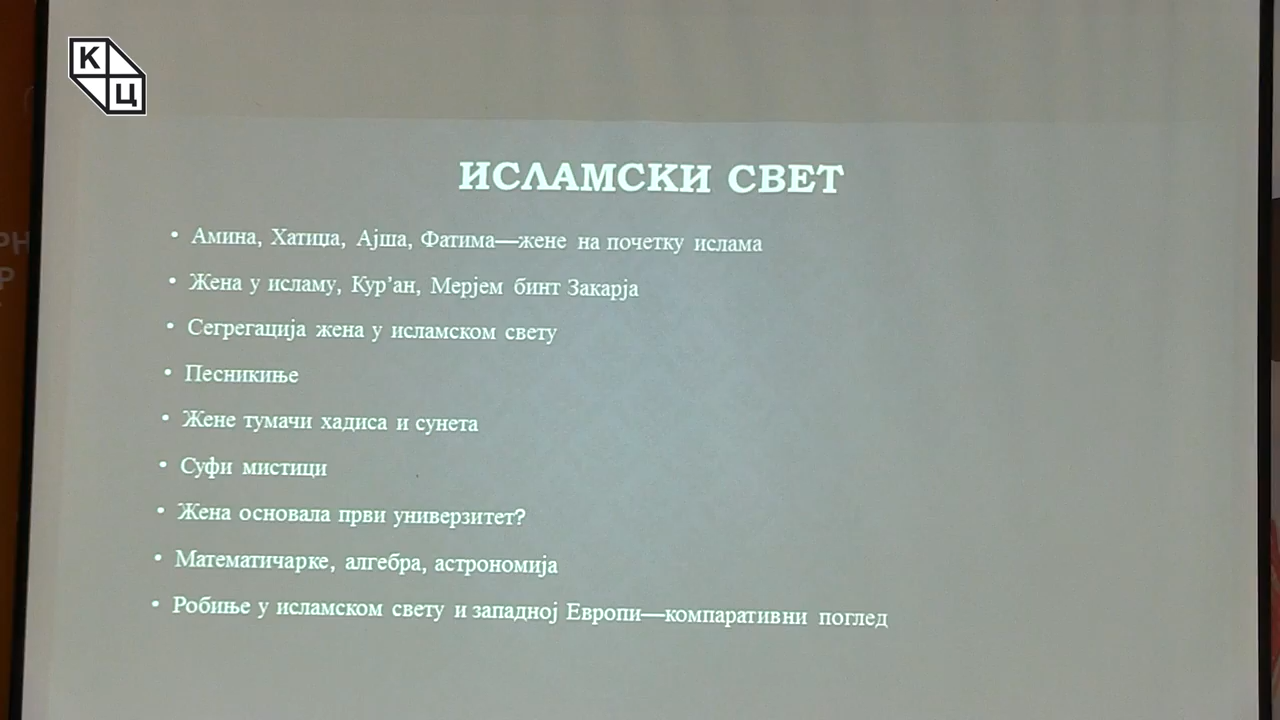 К
Ц
ИСЛАМСКИ СВЕТ
• Амина, Хатиџа, Ајша, Фатима—жене на почетку ислама
• Жена у исламу, Кур’ан, Мерјем бинт Закарја
• Сегрегација жена у исламском свету
• Песникиње
• Жене тумачи хадиса и сунета
• Суфи мистици
• Жена основала први универзитет?
• Математичарке, алгебра, астрономија
• Робиње у исламском свету и западној Европи—компаративни поглед